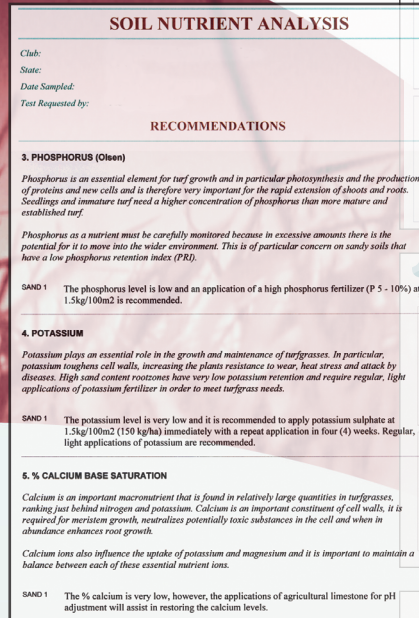 SOIL NUTRIENT ANALYSIS
Club:
State:
Date Sampled:
Test Requested by:
RECOMMENDATIONS
3. PHOSPHORUS (Olsen)
Phosphorus is an essential element for turf growth and in particular photosynthesis and the production
of proteins and new cells and is therefore very important for the rapid extension of shoots and roots.
Seedlings and immature turf need a higher concentration of phosphorus than more mature and
established turf.
Phosphorus as a nutrient must be carefully monitored because in excessive amounts there is the
potential for it to move into the wider environment. This is of particular concern on sandy soils that
have a low phosphorus retention index (PRI).
SAND 1 The phosphorus level is low and an application of a high phosphorus fertilizer (P 5 - 10%) at
1.5kg/100m2 is recommended.
4. POTASSIUM
Potassium plays an essential role in the growth and maintenance of turfgrasses. In particular,
potassium toughens cell walls, increasing the plants resistance to wear, heat stress and attack by
diseases. High sand content rootzones have very low potassium retention and require regular, light
applications of potassium fertilizer in order to meet turfgrass needs.
SAND 1 The potassium level is very low and it is recommended to apply potassium sulphate at
1.5kg/100m2 (150 kg/ha) immediately with a repeat application in four (4) weeks. Regular,
light applications of potassium are recommended.
5. % CALCIUM BASE SATURATION
Calcium is an important macronutrient that is found in relatively large quantities in turfgrasses,
ranking just behind nitrogen and potassium. Calcium is an important constituent of cell walls, it is
required for meristem growth, neutralizes potentially toxic substances in the cell and when in
abundance enhances root growth.
Calcium ions also influence the uptake of potassium and magnesium and it is important to maintain a
balance between each of these essential nutrient ions.
SAND 1 The % calcium is very low, however, the applications of agricultural limestone for pH
adjustment will assist in restoring the calcium levels.